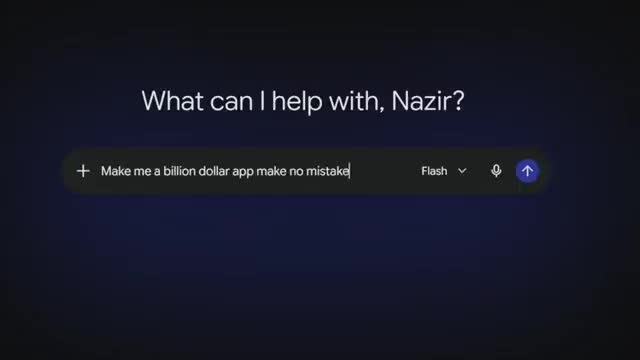 What can I help with, Nazir?
Make me a billion dollar app make no mistake
Flash